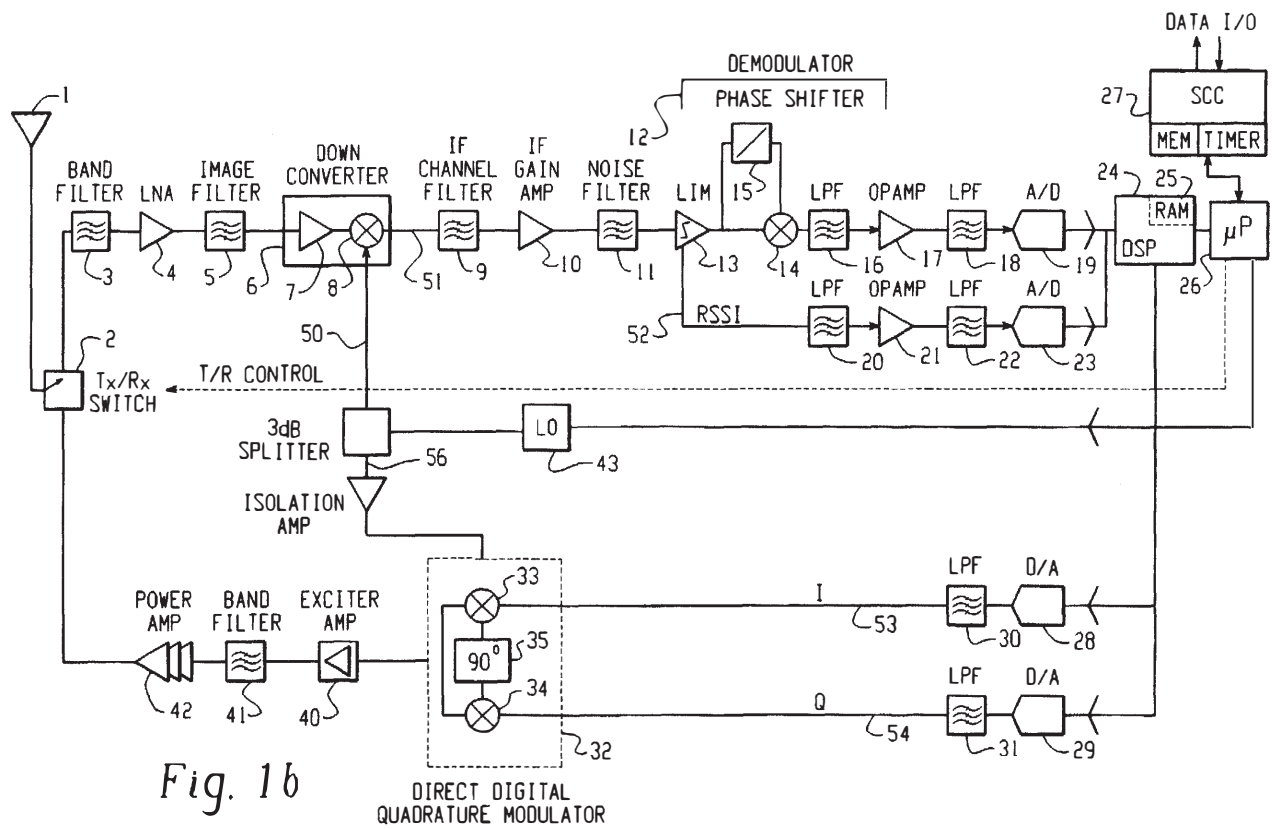 DATA I/O
1
DEMODULATOR
PHASE SHIFTER
12
27
SCC
MEM
TIMER
BAND
FILTER
LNA
IMAGE
FILTER
DOWN
CONVERTER
IF
CHANNEL
FILTER
IF
GAIN
AMP
NOISE
FILTER
LIM
15
LPF
OPAMP
LPF
A/D
24
25
RAM
DSP
μP
3
4
5
6
7
8
51
9
10
11
13
14
16
17
18
19
26
50
52
RSSI
LPF
OPAMP
LPF
A/D
20
21
22
23
2
Tx/Rx
SWITCH
T/R CONTROL
3dB
SPLITTER
LO
43
56
ISOLATION
AMP
POWER
AMP
BAND
FILTER
EXCITER
AMP
33
I
53
LPF
D/A
30
28
90°
35
42
41
40
34
Q
54
LPF
D/A
31
29
32
Fig. 1b
DIRECT DIGITAL
QUADRATURE MODULATOR